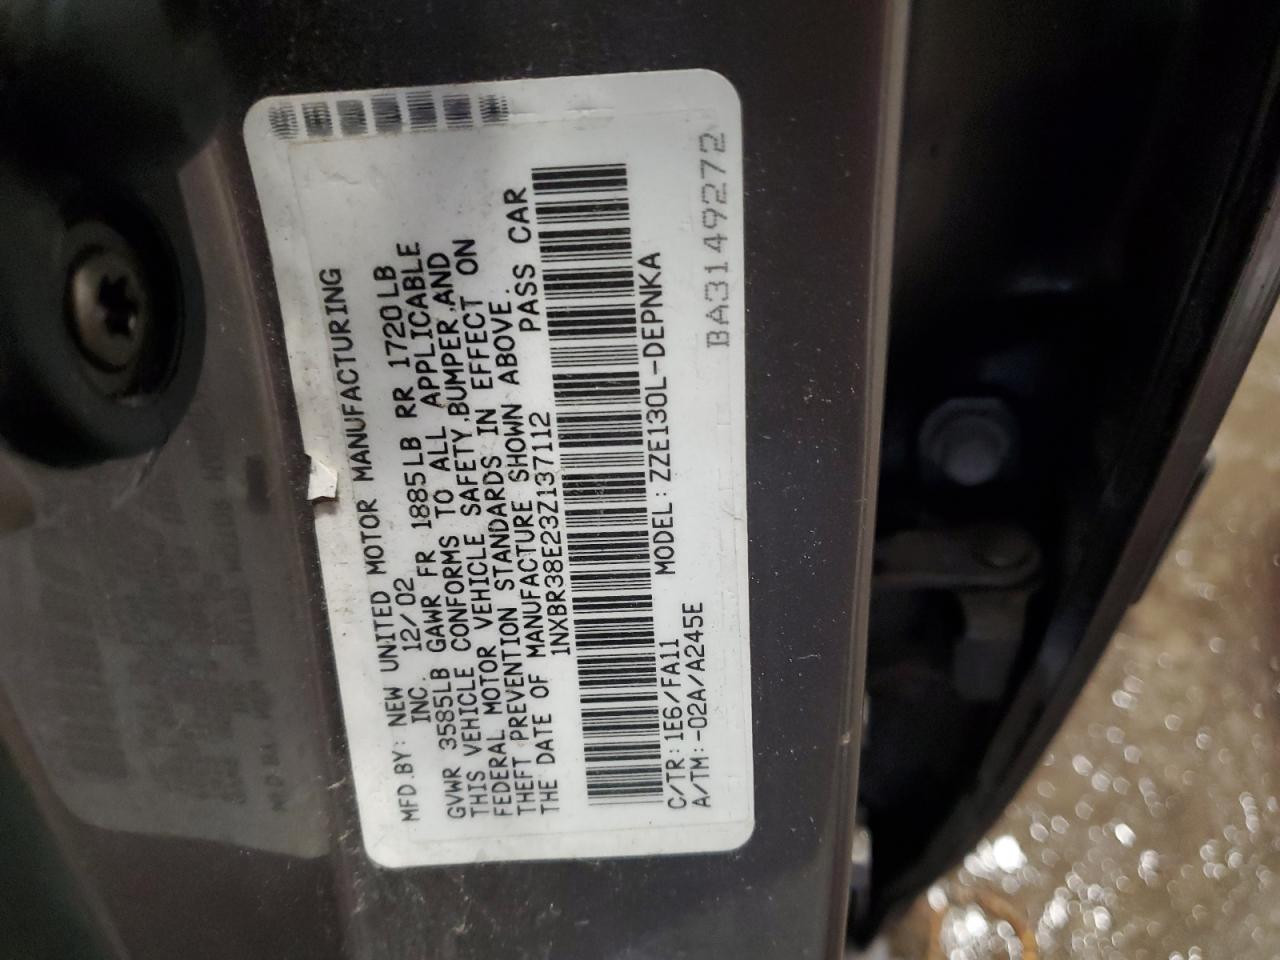 MFD.BY: NEW UNITED MOTOR MANUFACTURING
INC. 12/02
GVWR 3585LB GAWR FR 1885LB RR 1720LB
THIS VEHICLE CONFORMS TO ALL APPLICABLE
FEDERAL MOTOR VEHICLE SAFETY,BUMPER,AND
THEFT PREVENTION STANDARDS IN EFFECT ON
THE DATE OF MANUFACTURE SHOWN ABOVE.
1NXBR38E23Z137112 PASS CAR
MODEL:ZZE130L-DEPNKA
C/TR:1E6/FA11
A/TM:-02A/A245E
BA3149272